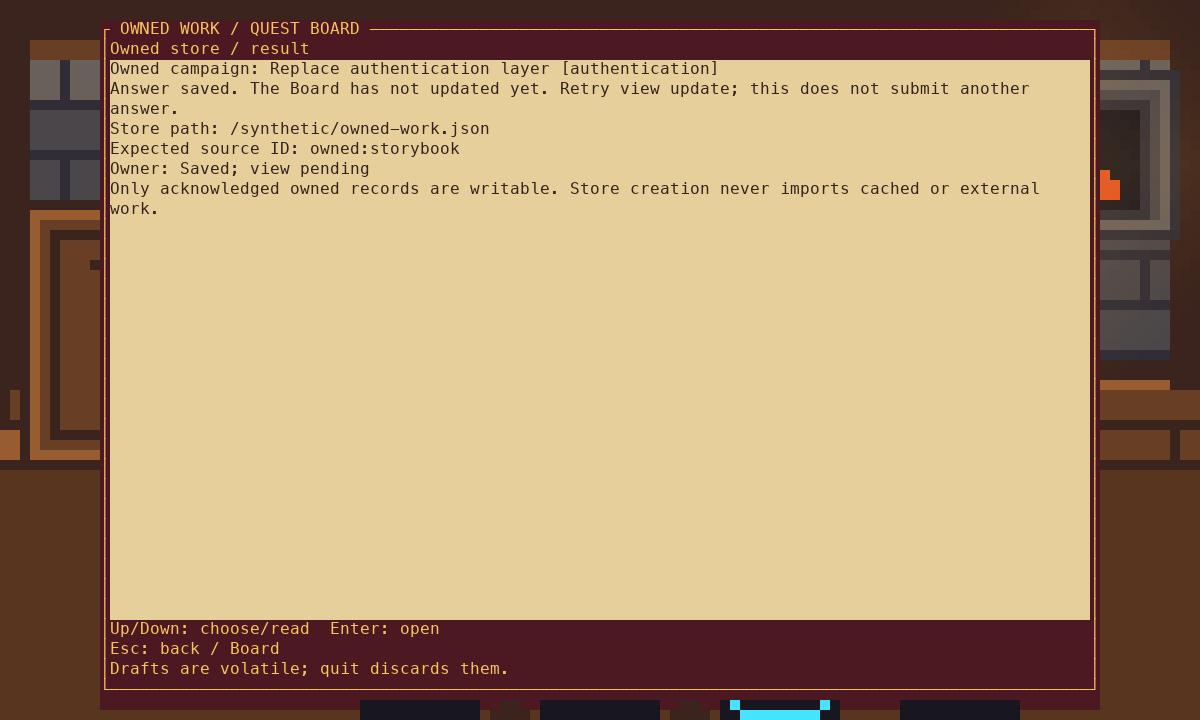 OWNED WORK / QUEST BOARD
Owned store / result
Owned campaign: Replace authentication layer [authentication]
Answer saved. The Board has not updated yet. Retry view update; this does not submit another
answer.
Store path: /synthetic/owned-work.json
Expected source ID: owned:storybook
Owner: Saved; view pending
Only acknowledged owned records are writable. Store creation never imports cached or external
work.
Up/Down: choose/read  Enter: open
Esc: back / Board
Drafts are volatile; quit discards them.